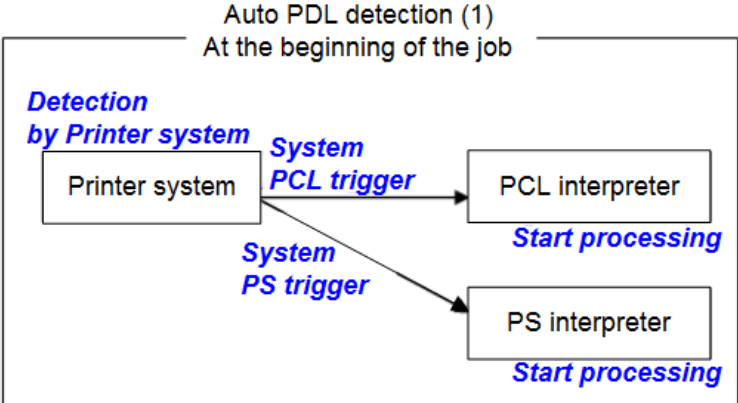 Auto PDL detection (1)
At the beginning of the job
Detection
by Printer system
System
PCL trigger
Printer system
PCL interpreter
Start processing
System
PS trigger
PS interpreter
Start processing